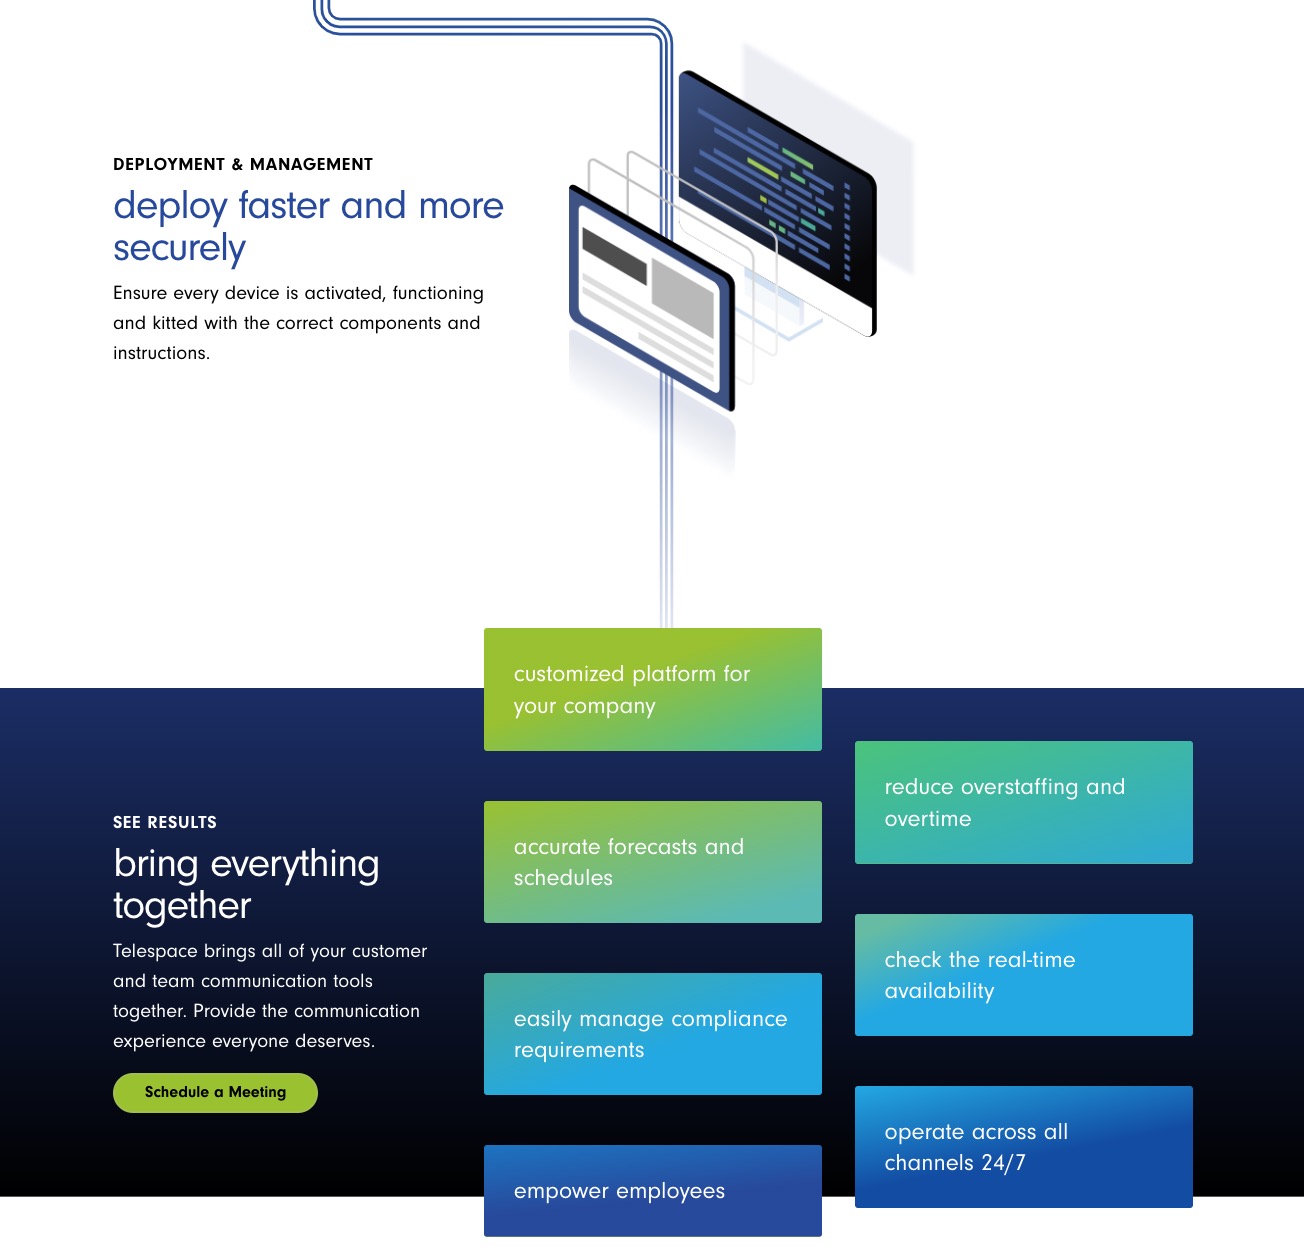 DEPLOYMENT & MANAGEMENT
deploy faster and more
securely
Ensure every device is activated, functioning
and kitted with the correct components and
instructions.
SEE RESULTS
bring everything
together
Telespace brings all of your customer
and team communication tools
together. Provide the communication
experience everyone deserves.
Schedule a Meeting
customized platform for
your company
accurate forecasts and
schedules
easily manage compliance
requirements
empower employees
reduce overstaffing and
overtime
check the real-time
availability
operate across all
channels 24/7